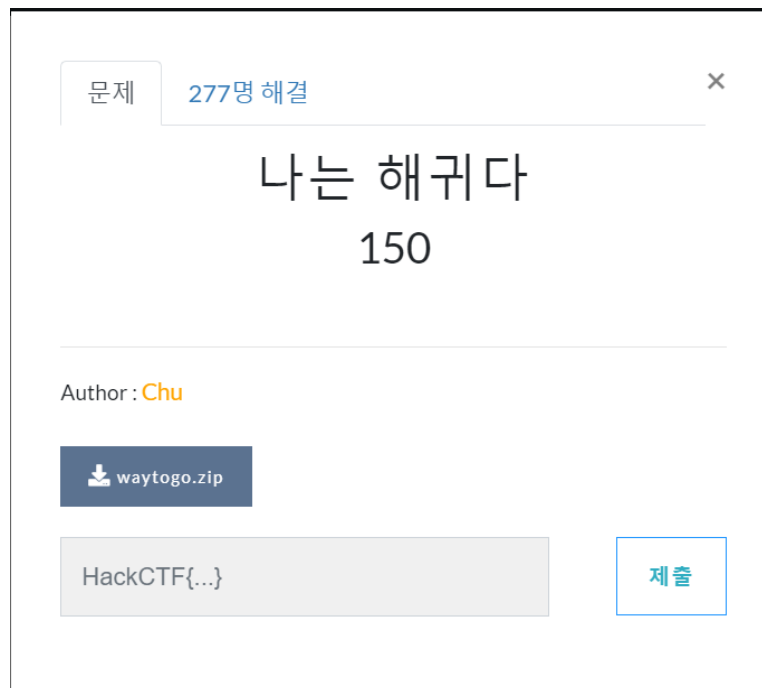 문제 277명 해결 ×
나는 해귀다
150
Author : Chu
waytogo.zip
HackCTF{...} 제출